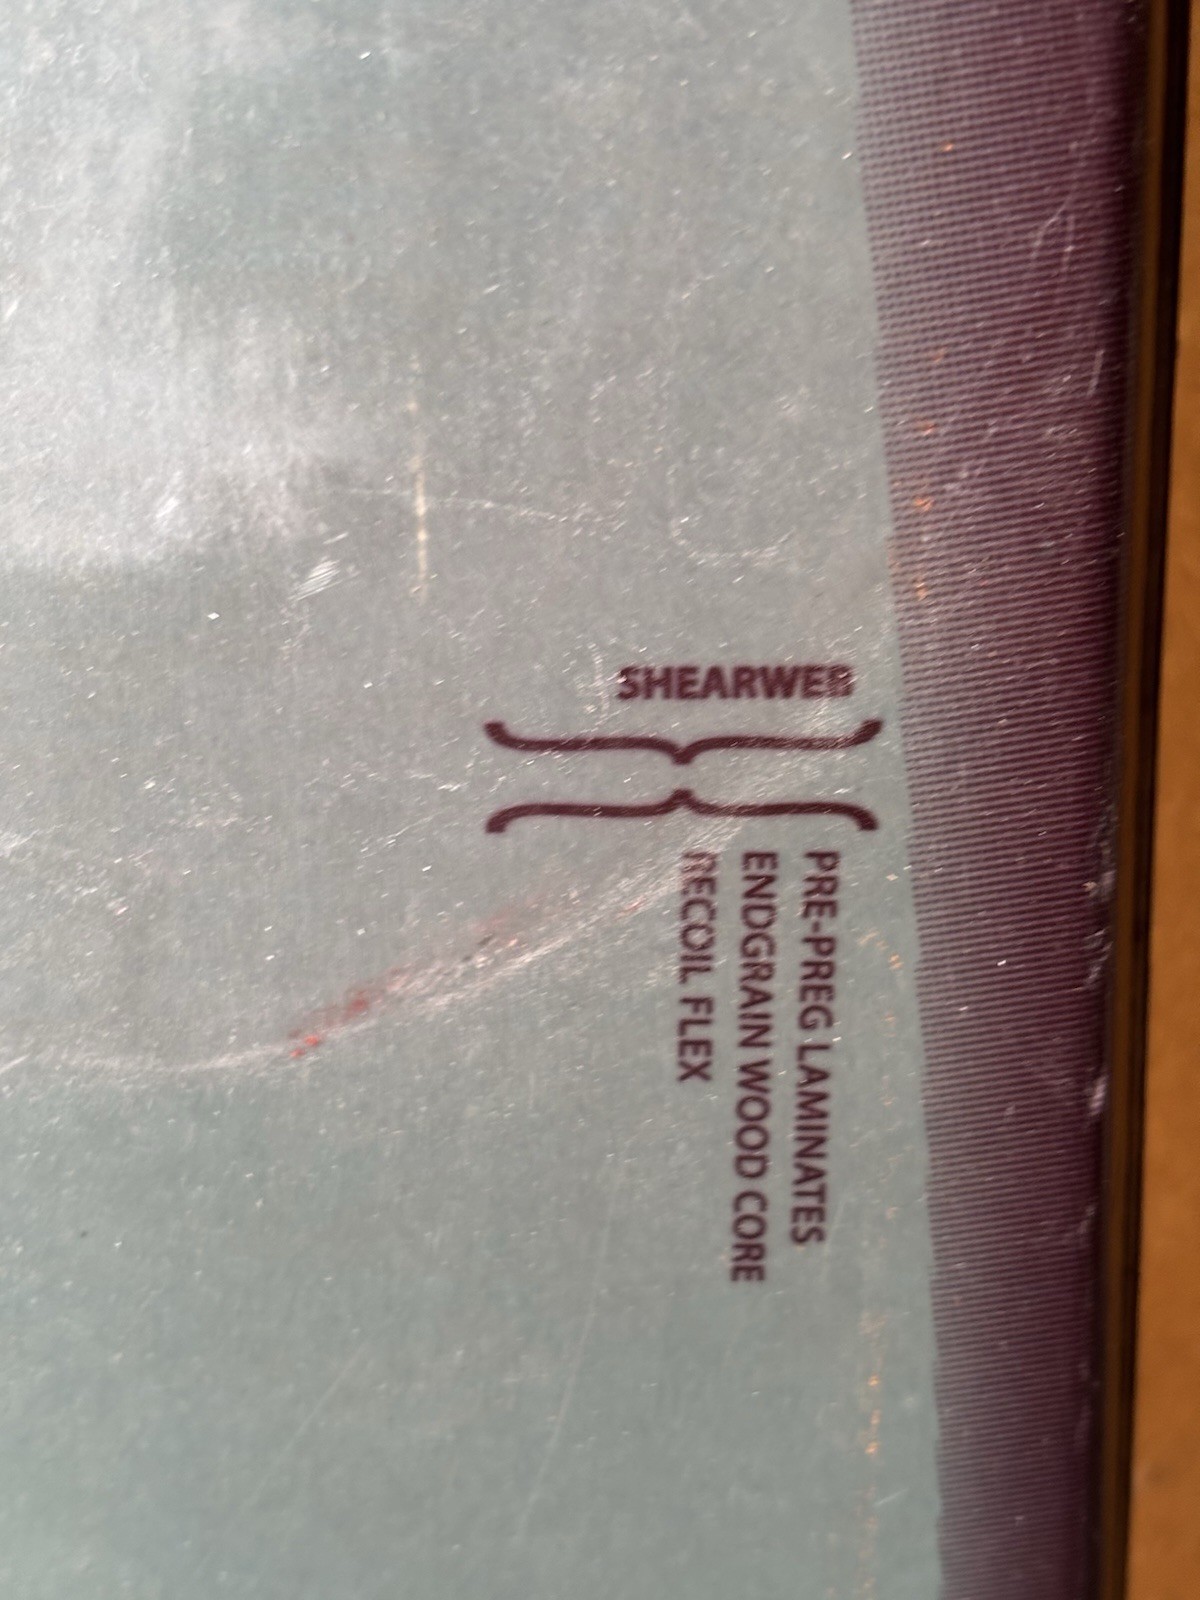 SHEARWEB
PRE-PREG LAMINATES
ENDGRAIN WOOD CORE
RECOIL FLEX